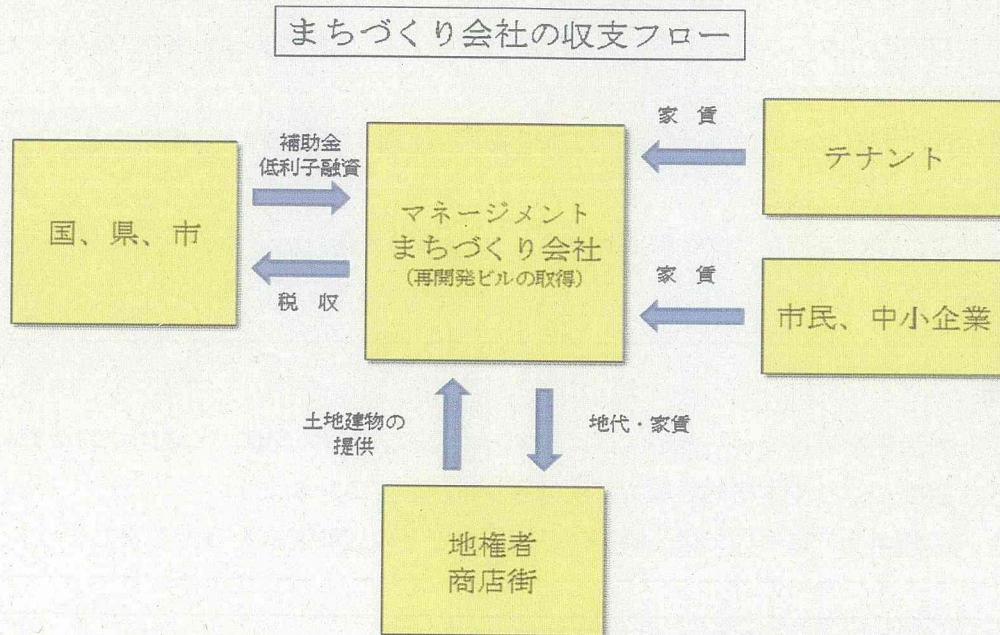 まちづくり会社の収支フロー
国、県、市
補助金
低利子融資
税 収
マネージメント
まちづくり会社
(再開発ビルの取得)
家 賃
テナント
家 賃
市民、中小企業
土地建物の
提供
地代・家賃
地権者
商店街